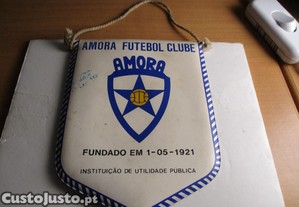 AMORA FUTEBOL CLUBE
AMORA
FUNDADO EM 1-05-1921
INSTITUIÇÃO DE UTILIDADE PÚBLICA
CustoJusto.pt